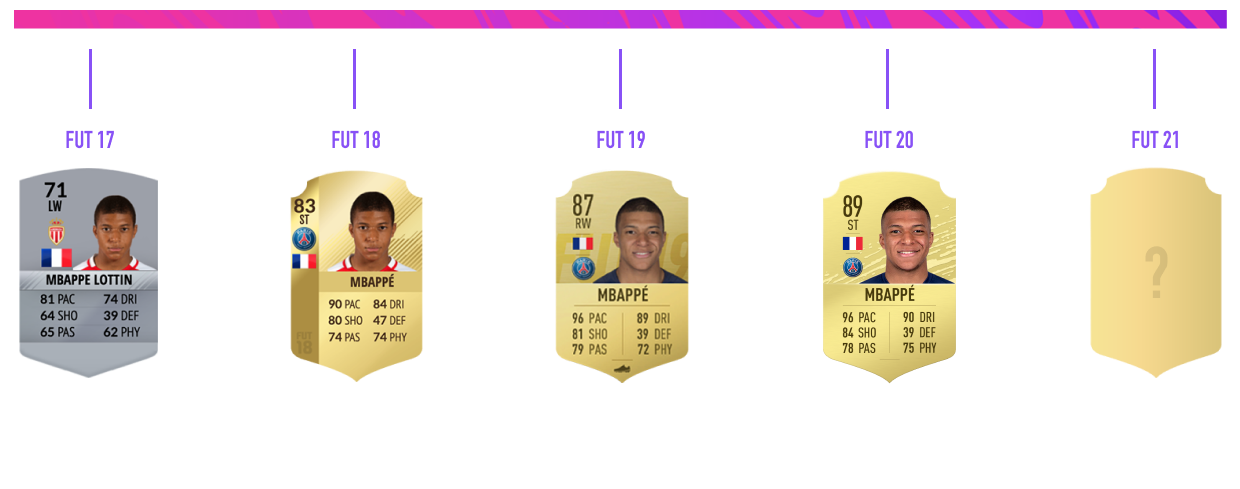 FUT 17
FUT 18
FUT 19
FUT 20
FUT 21
71
LW
MBAPPE LOTTIN
81 PAC 74 DRI
64 SHO 39 DEF
65 PAS 62 PHY
83
ST
MBAPPÉ
90 PAC 84 DRI
80 SHO 47 DEF
74 PAS 74 PHY
FUT
18
87
RW
MBAPPÉ
96 PAC 89 DRI
81 SHO 39 DEF
79 PAS 72 PHY
89
ST
MBAPPÉ
96 PAC 90 DRI
84 SHO 39 DEF
78 PAS 75 PHY
?